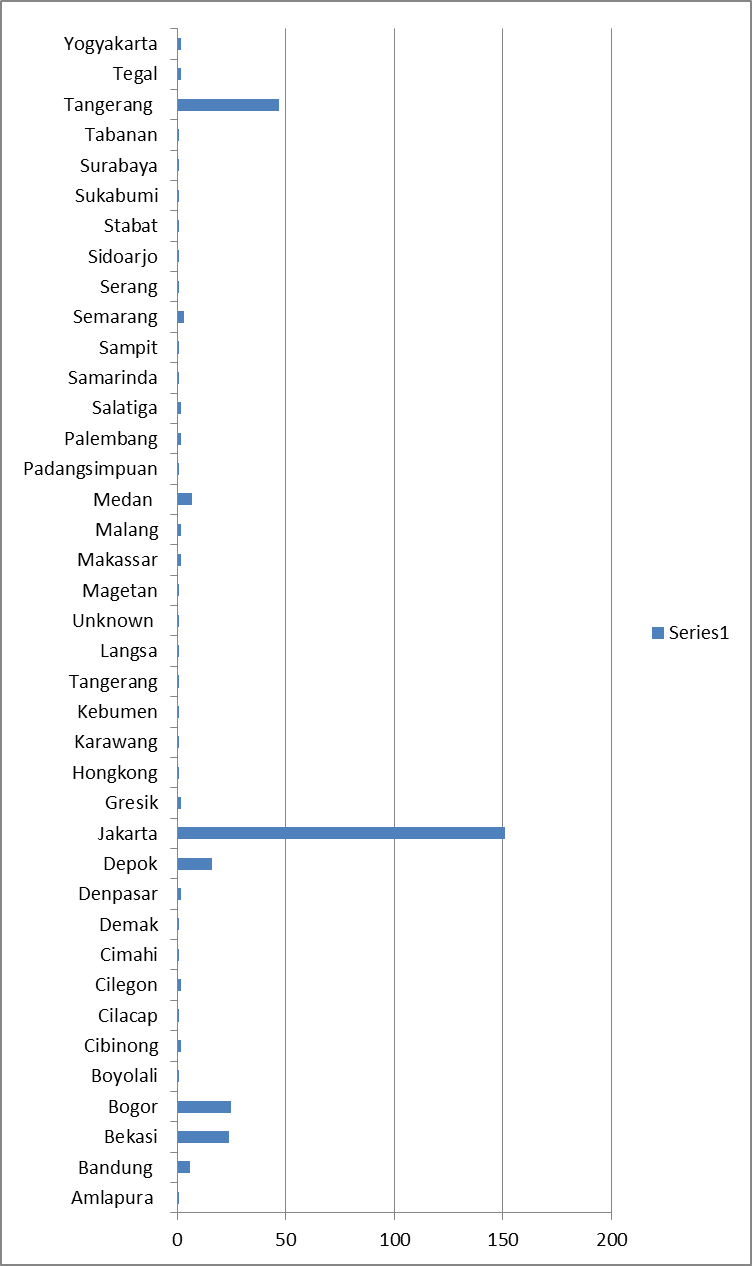 Yogyakarta
Tegal
Tangerang
Tabanan
Surabaya
Sukabumi
Stabat
Sidoarjo
Serang
Semarang
Sampit
Samarinda
Salatiga
Palembang
Padangsimpuan
Medan
Malang
Makassar
Magetan
Unknown
Langsa
Tangerang
Kebumen
Karawang
Hongkong
Gresik
Jakarta
Depok
Denpasar
Demak
Cimahi
Cilegon
Cilacap
Cibinong
Boyolali
Bogor
Bekasi
Bandung
Amlapura
0 50 100 150 200
Series1